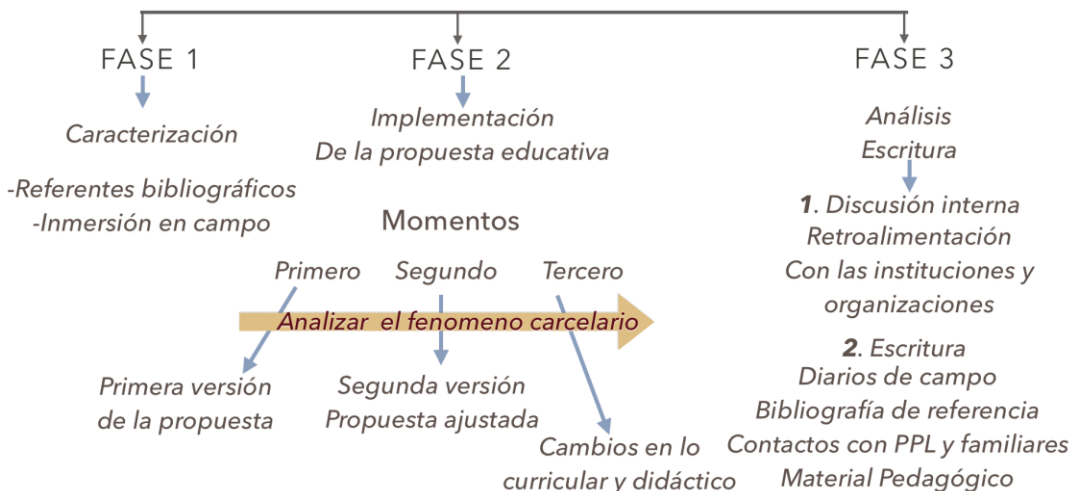 FASE 1
Caracterización
-Referentes bibliográficos
-Inmersión en campo
FASE 2
Implementación
De la propuesta educativa
Momentos
Primero
Segundo
Tercero
Analizar el fenomeno carcelario
Primera versión
de la propuesta
Segunda versión
Propuesta ajustada
Cambios en lo
curricular y didáctico
FASE 3
Análisis
Escritura
1. Discusión interna
Retroalimentación
Con las instituciones y
organizaciones
2. Escritura
Diarios de campo
Bibliografía de referencia
Contactos con PPL y familiares
Material Pedagógico